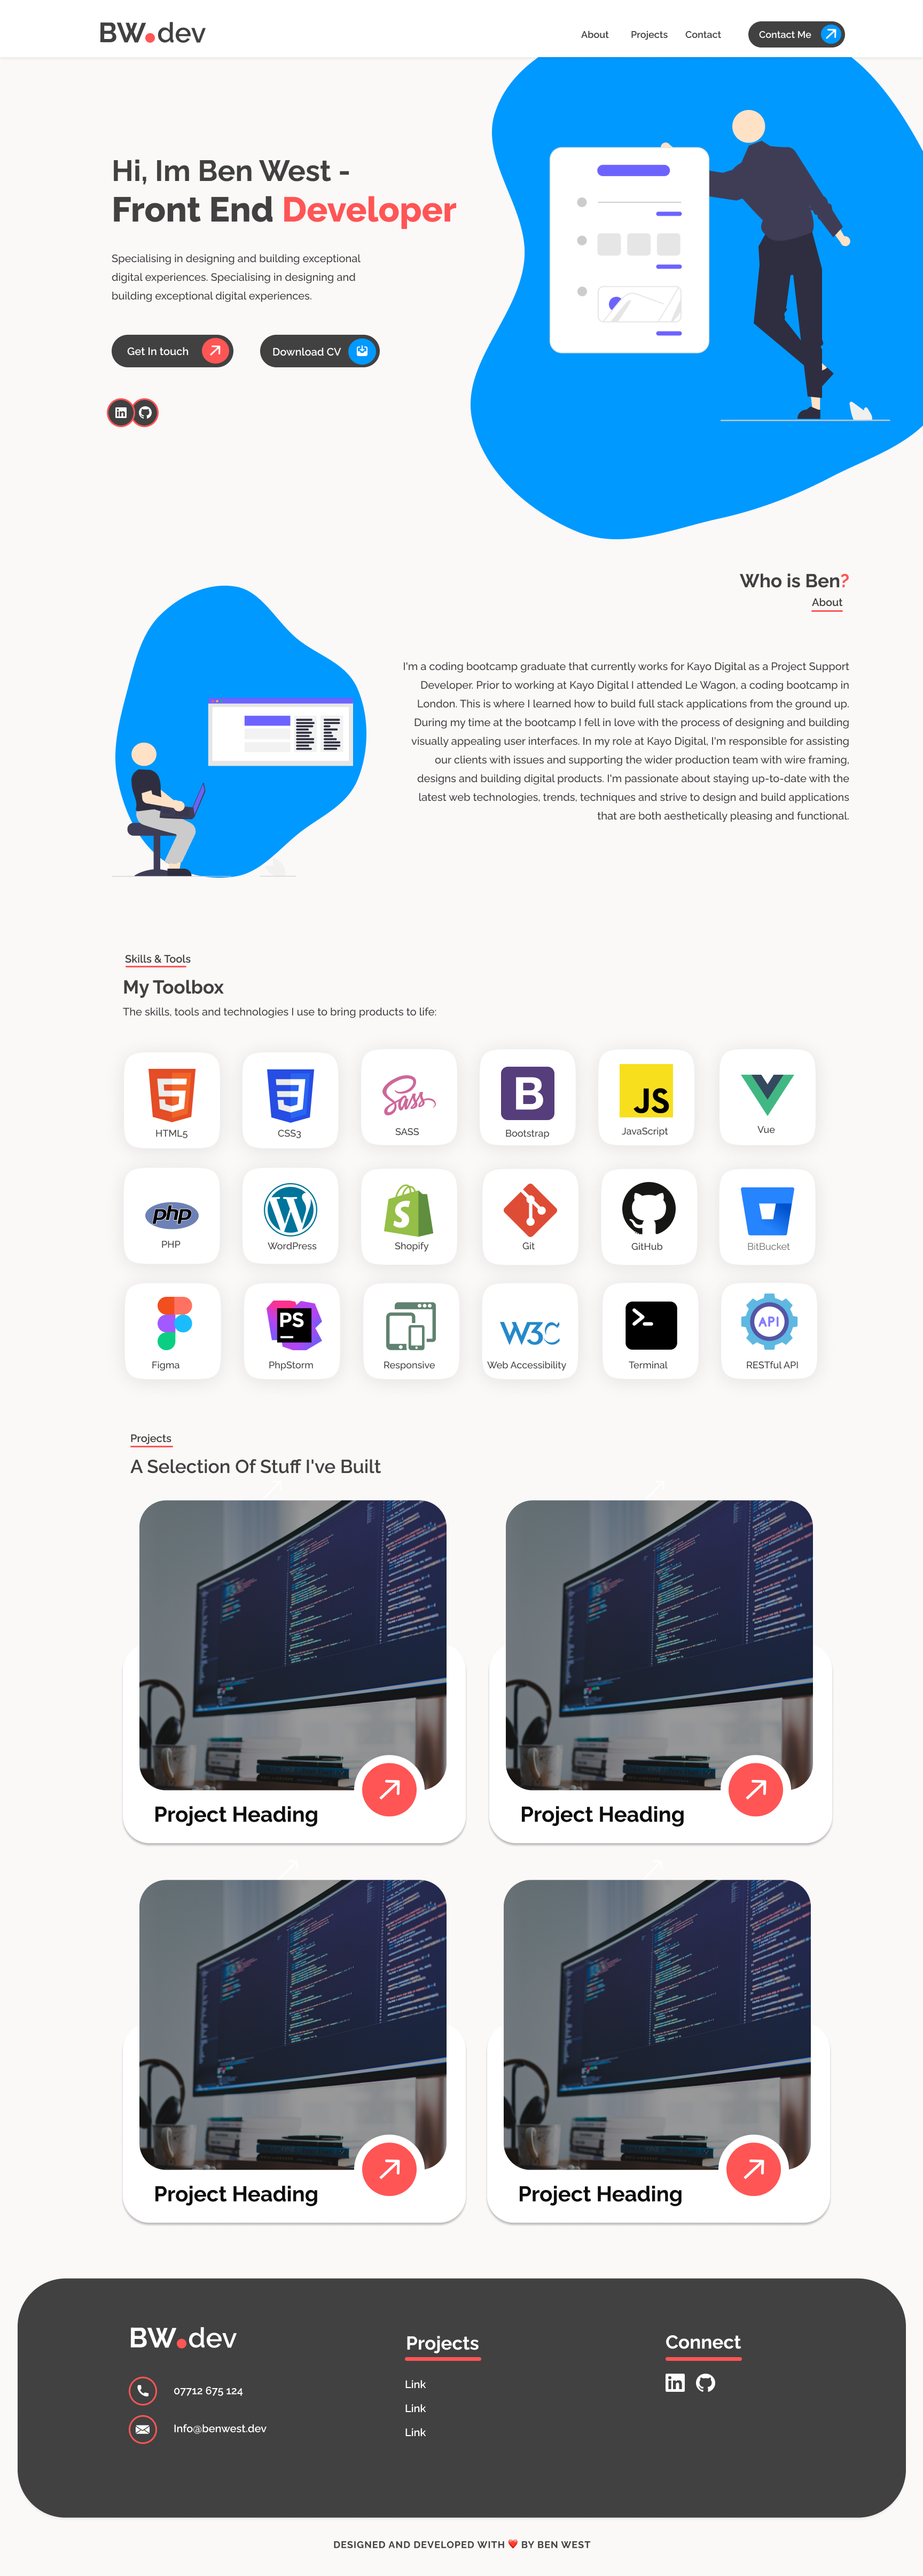 BW.dev
About
Projects
Contact
Contact Me
Hi, Im Ben West -
Front End Developer
Specialising in designing and building exceptional
digital experiences. Specialising in designing and
building exceptional digital experiences.
Get In touch
Download CV
Who is Ben?
About
I'm a coding bootcamp graduate that currently works for Kayo Digital as a Project Support
Developer. Prior to working at Kayo Digital I attended Le Wagon, a coding bootcamp in
London. This is where I learned how to build full stack applications from the ground up.
During my time at the bootcamp I fell in love with the process of designing and building
visually appealing user interfaces. In my role at Kayo Digital, I'm responsible for assisting
our clients with issues and supporting the wider production team with wire framing,
designs and building digital products. I'm passionate about staying up-to-date with the
latest web technologies, trends, techniques and strive to design and build applications
that are both aesthetically pleasing and functional.
Skills & Tools
My Toolbox
The skills, tools and technologies I use to bring products to life:
5
3
Sass
B
JS
HTML5
CSS3
SASS
Bootstrap
JavaScript
Vue
php
W
S
PHP
WordPress
Shopify
Git
GitHub
BitBucket
PS
W3C
API
Figma
PhpStorm
Responsive
Web Accessibility
Terminal
RESTful API
Projects
A Selection Of Stuff I've Built
Project Heading
Project Heading
Project Heading
Project Heading
BW.dev
07712 675 124
Info@benwest.dev
Projects
Link
Link
Link
Connect
DESIGNED AND DEVELOPED WITH ❤️ BY BEN WEST